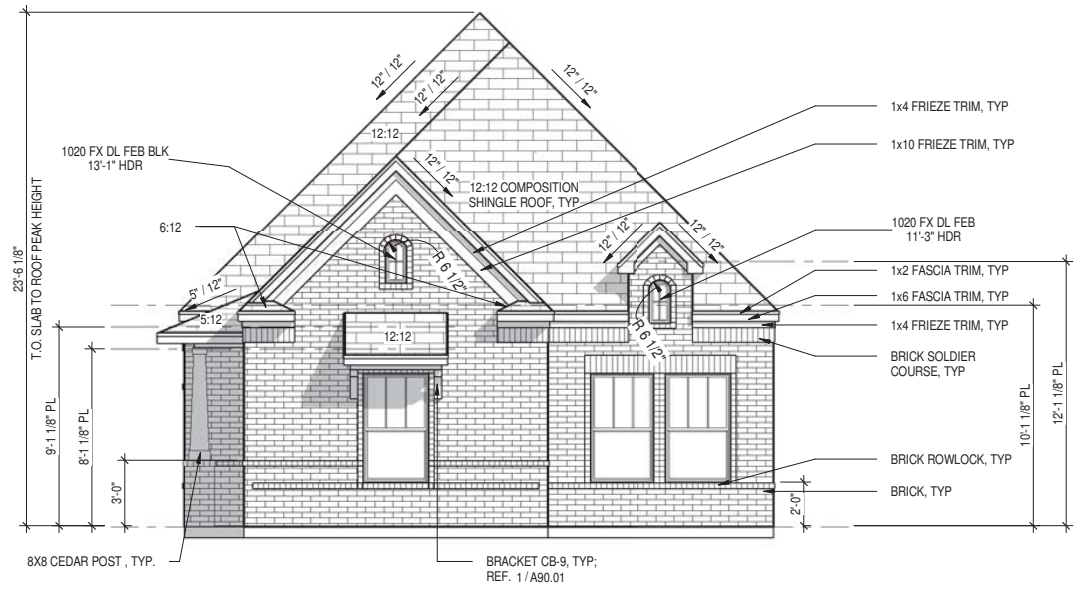 12" / 12"
12" / 12"
12" / 12"
12:12
1x4 FRIEZE TRIM, TYP
1x10 FRIEZE TRIM, TYP
1020 FX DL FEB BLK
13'-1" HDR
12" / 12"
12:12 COMPOSITION
SHINGLE ROOF, TYP
6:12
R 6 1/2"
12" / 12"
12" / 12"
1020 FX DL FEB
11'-3" HDR
23'-6 1/8"
T.O. SLAB TO ROOF PEAK HEIGHT
5" / 12"
5:12
12:12
R 6 1/2"
1x2 FASCIA TRIM, TYP
1x6 FASCIA TRIM, TYP
1x4 FRIEZE TRIM, TYP
BRICK SOLDIER
COURSE, TYP
9'-1 1/8" PL
8'-1 1/8" PL
3'-0"
10'-1 1/8" PL
12'-1 1/8" PL
BRICK ROWLOCK, TYP
BRICK, TYP
2'-0"
8X8 CEDAR POST , TYP.
BRACKET CB-9, TYP;
REF. 1 / A90.01